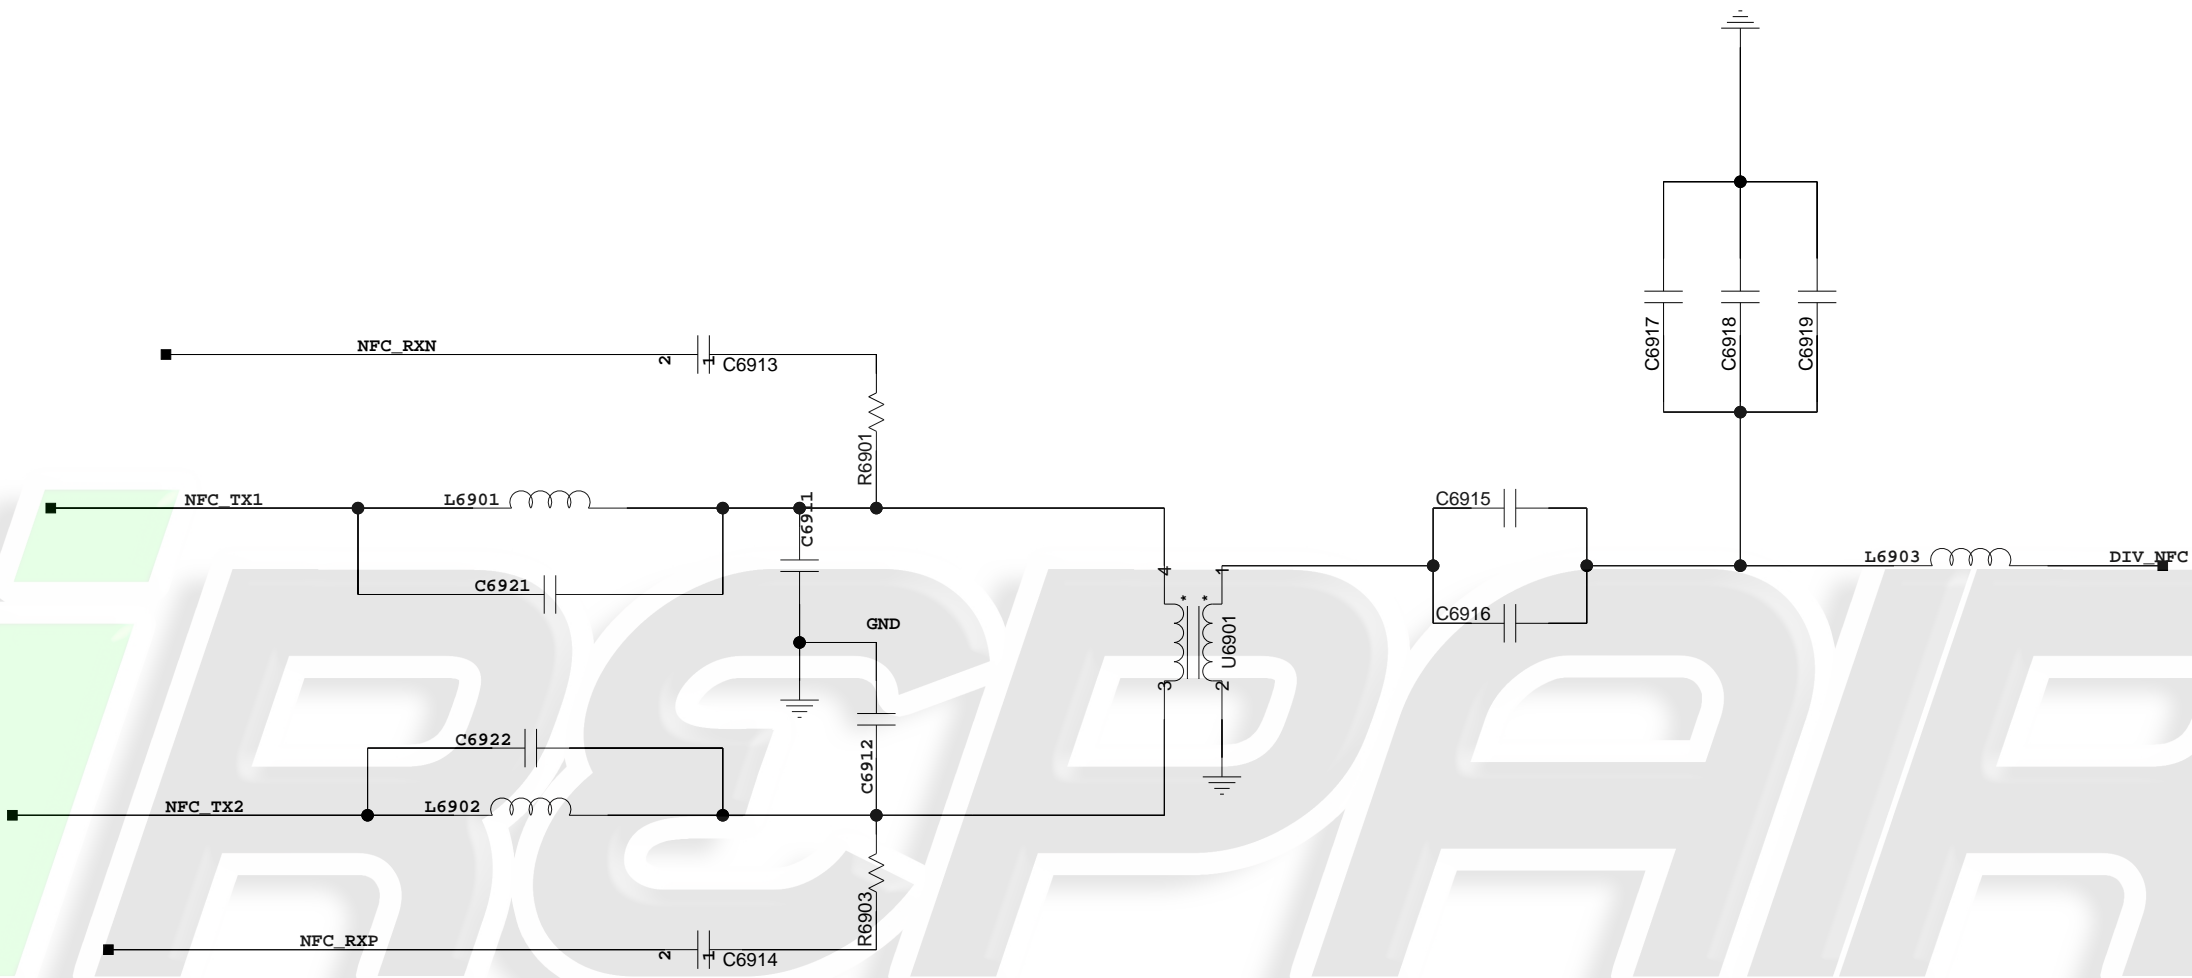 C6917
C6918
C6919
NFC_RXN
2
1
C6913
R6901
NFC_TX1
L6901
C6911
C6915
L6903
DIV_NFC
4
1
C6921
*
*
C6916
GND
U6901
3
2
C6922
C6912
NFC_TX2
L6902
R6903
NFC_RXP
2
1
C6914
iREPAIR